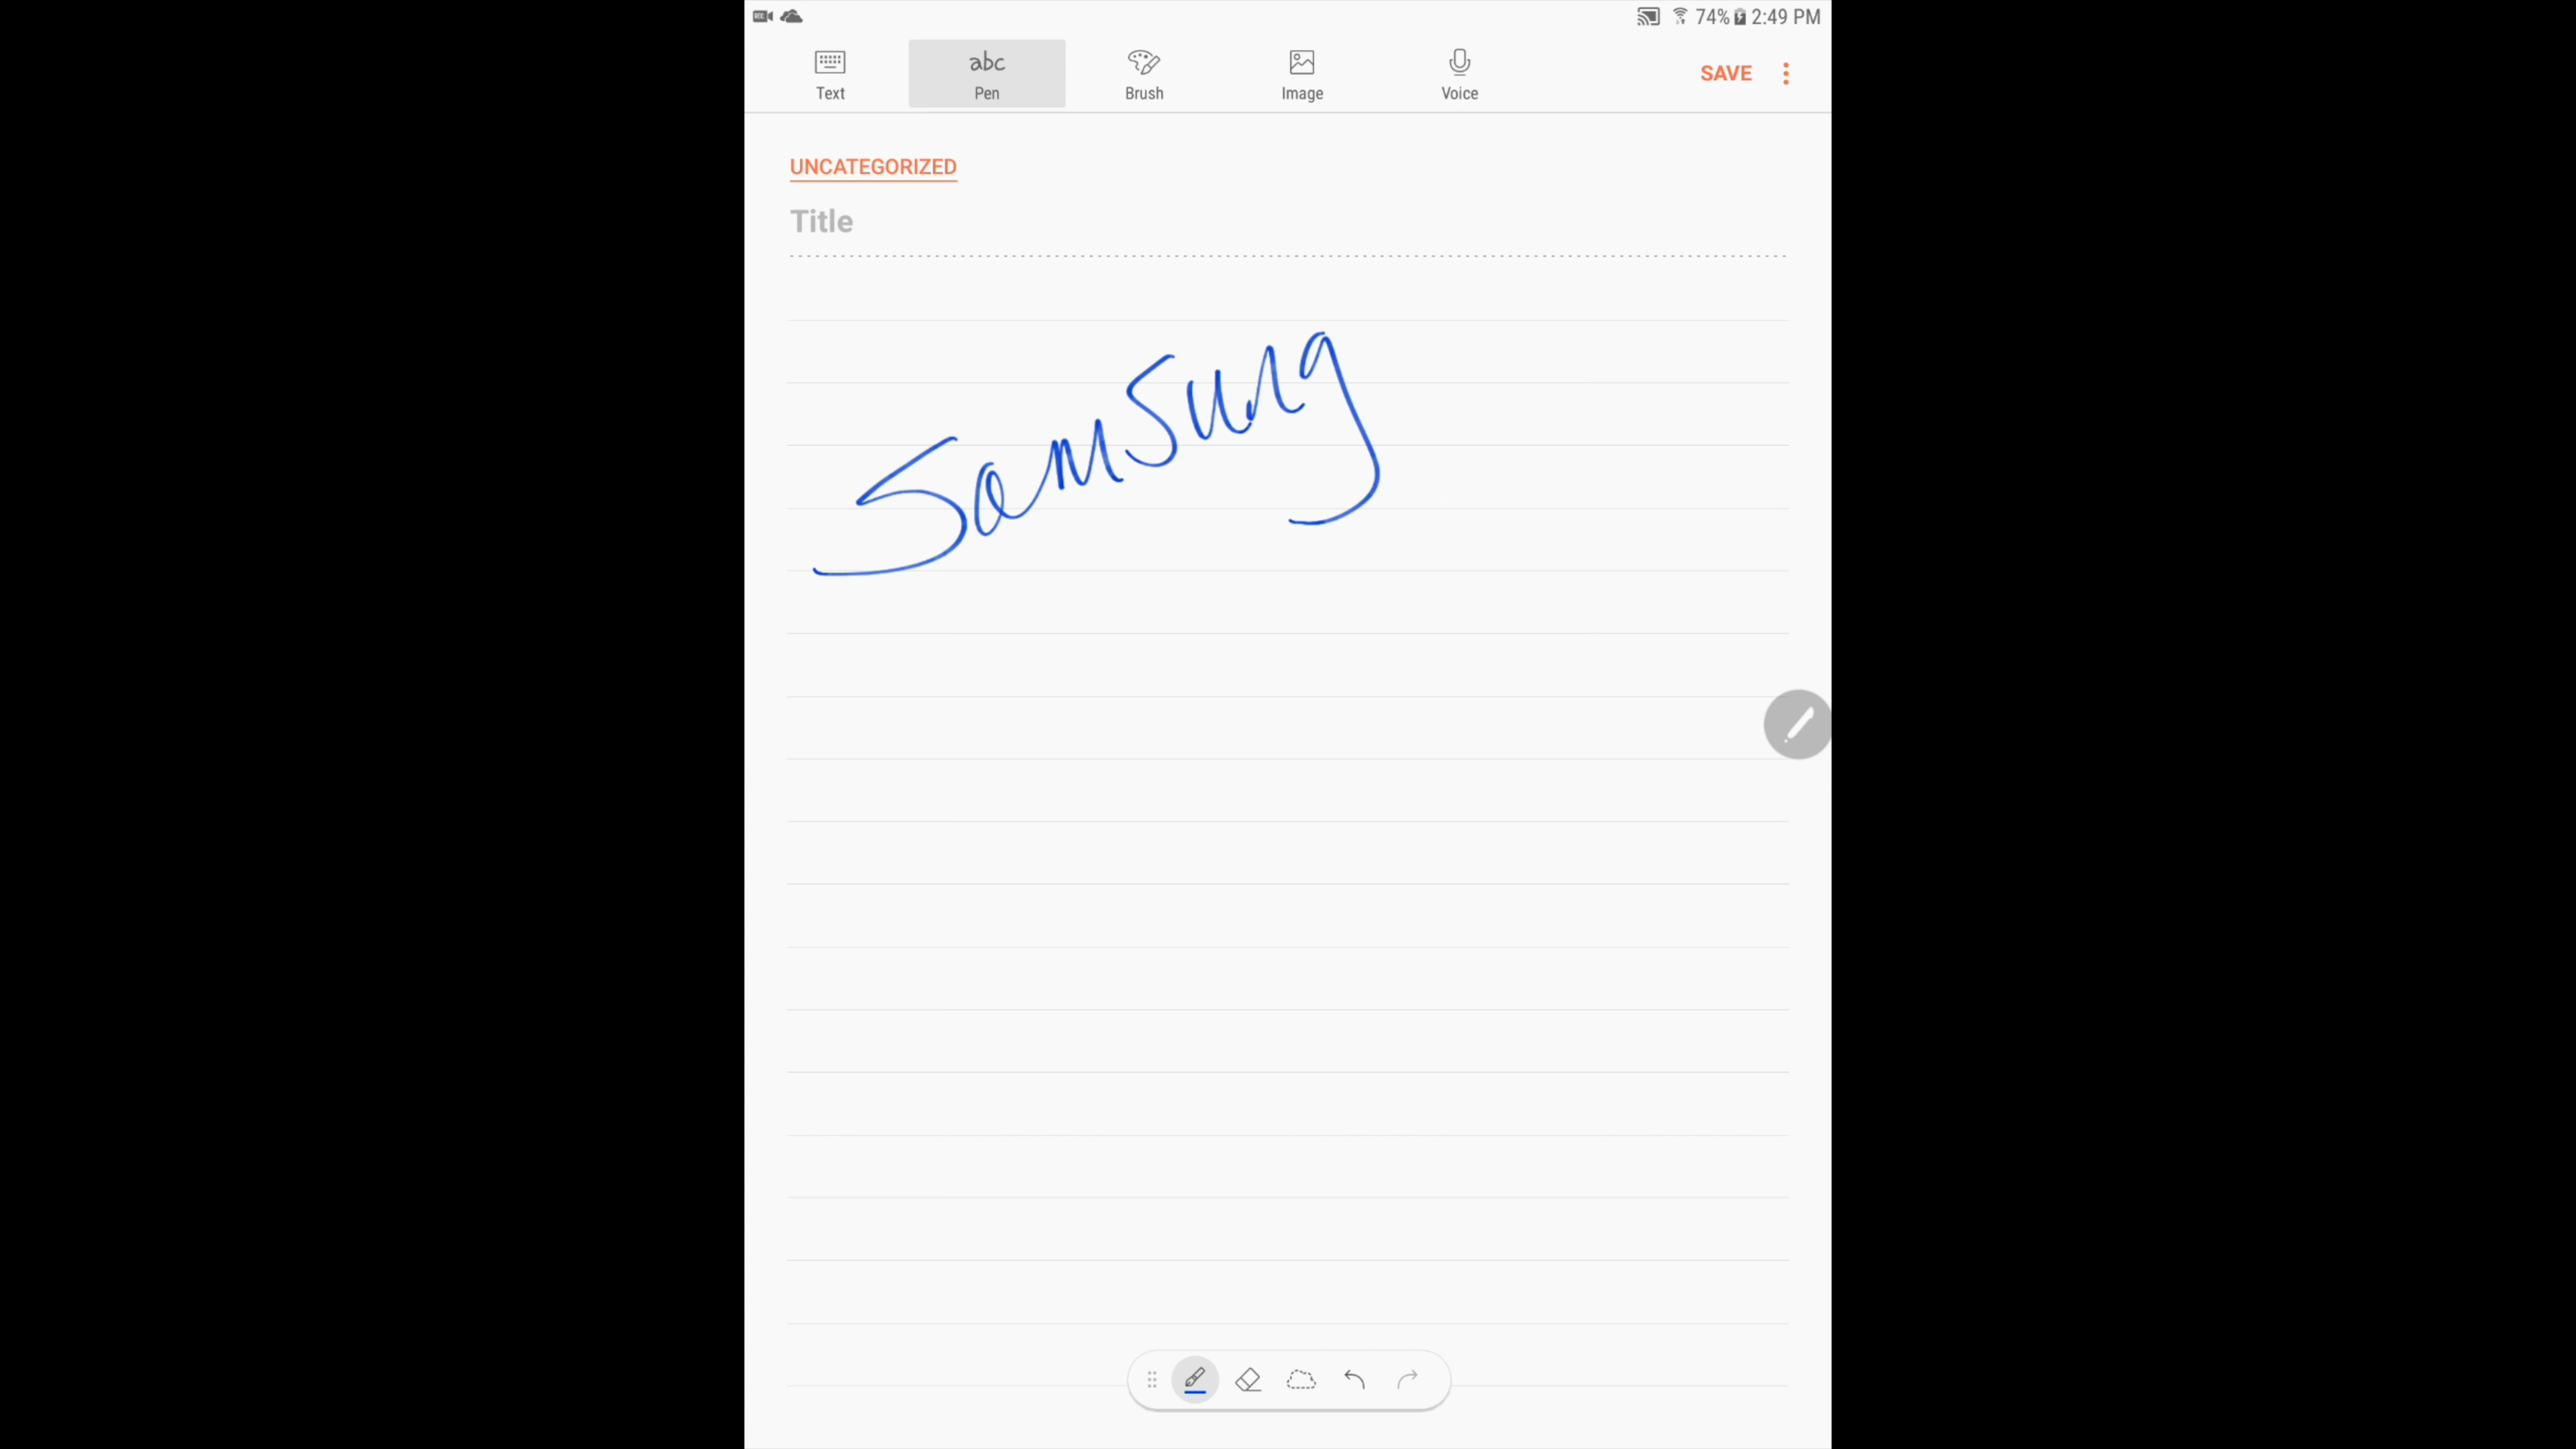 74% 2:49 PM
Text
abc
Pen
Brush
Image
Voice
SAVE
UNCATEGORIZED
Title
Samsung